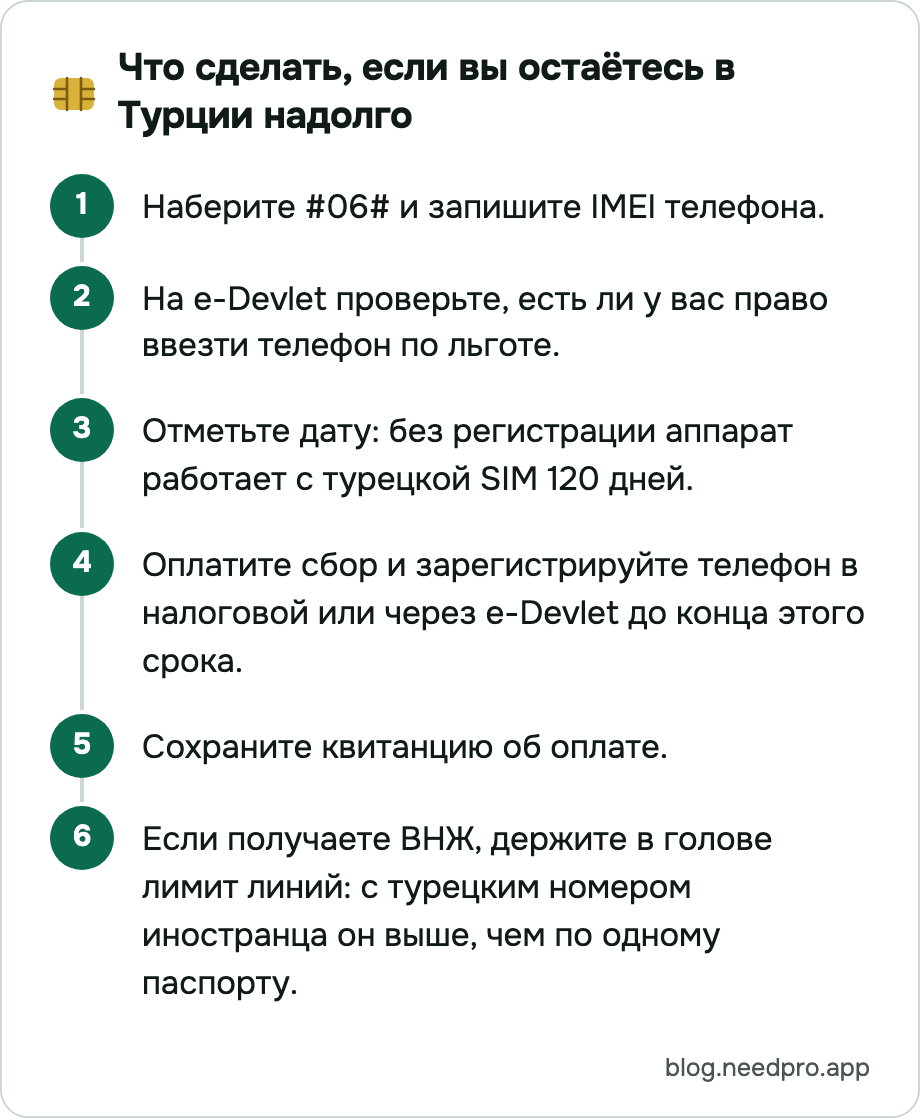 Что сделать, если вы остаётесь в
Турции надолго
1
Наберите #06# и запишите IMEI телефона.
2
На e-Devlet проверьте, есть ли у вас право
ввезти телефон по льготе.
3
Отметьте дату: без регистрации аппарат
работает с турецкой SIM 120 дней.
4
Оплатите сбор и зарегистрируйте телефон в
налоговой или через e-Devlet до конца этого
срока.
5
Сохраните квитанцию об оплате.
6
Если получаете ВНЖ, держите в голове
лимит линий: с турецким номером
иностранца он выше, чем по одному
паспорту.
blog.needpro.app